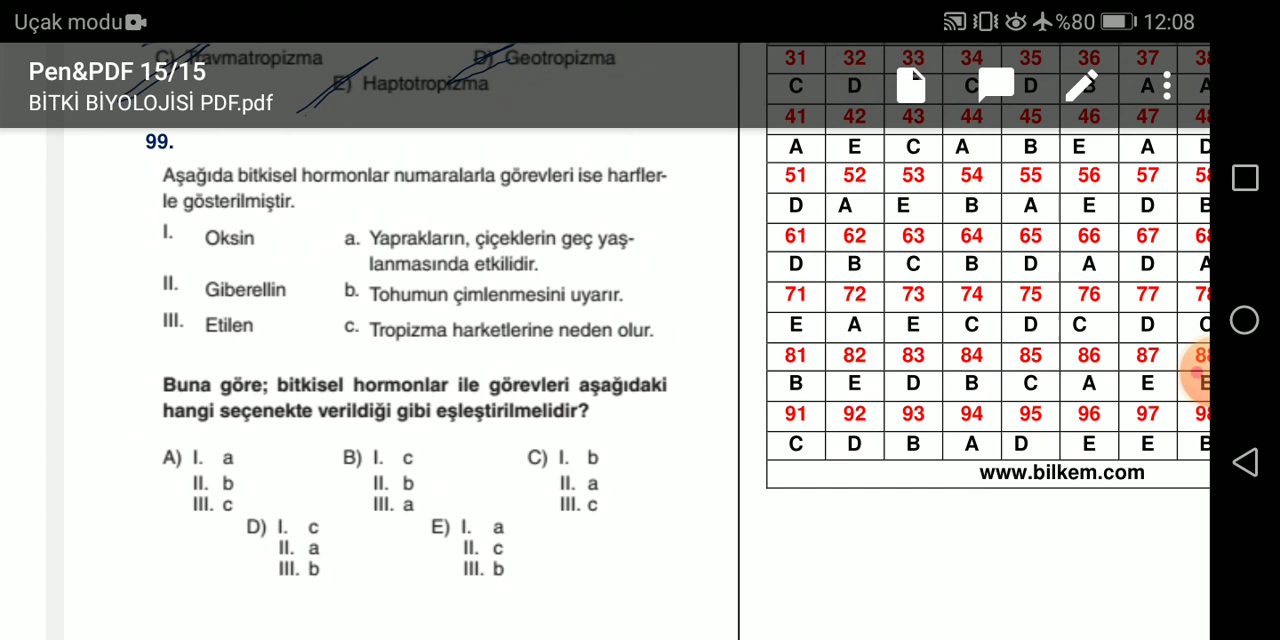 Uçak modu
%80 12:08
Pen&PDF 15/15
BİTKİ BİYOLOJİSİ PDF.pdf
C) Travmatropizma D) Geotropizma
E) Haptotropizma
99.
Aşağıda bitkisel hormonlar numaralarla görevleri ise harfler-
le gösterilmiştir.
I. Oksin a. Yaprakların, çiçeklerin geç yaş-
lanmasında etkilidir.
II. Giberellin b. Tohumun çimlenmesini uyarır.
III. Etilen c. Tropizma harketlerine neden olur.
Buna göre; bitkisel hormonlar ile görevleri aşağıdaki
hangi seçenekte verildiği gibi eşleştirilmelidir?
A) I. a B) I. c C) I. b
II. b II. b II. a
III. c III. a III. c
D) I. c E) I. a
II. a II. c
III. b III. b
31 32 33 34 35 36 37
C D C D B A A
41 42 43 44 45 46 47
A E C A B E A D
51 52 53 54 55 56 57
D A E B A E D B
61 62 63 64 65 66 67
D B C B D A D A
71 72 73 74 75 76 77
E A E C D C D
81 82 83 84 85 86 87
B E D B C A E
91 92 93 94 95 96 97
C D B A D E E B
www.bilkem.com